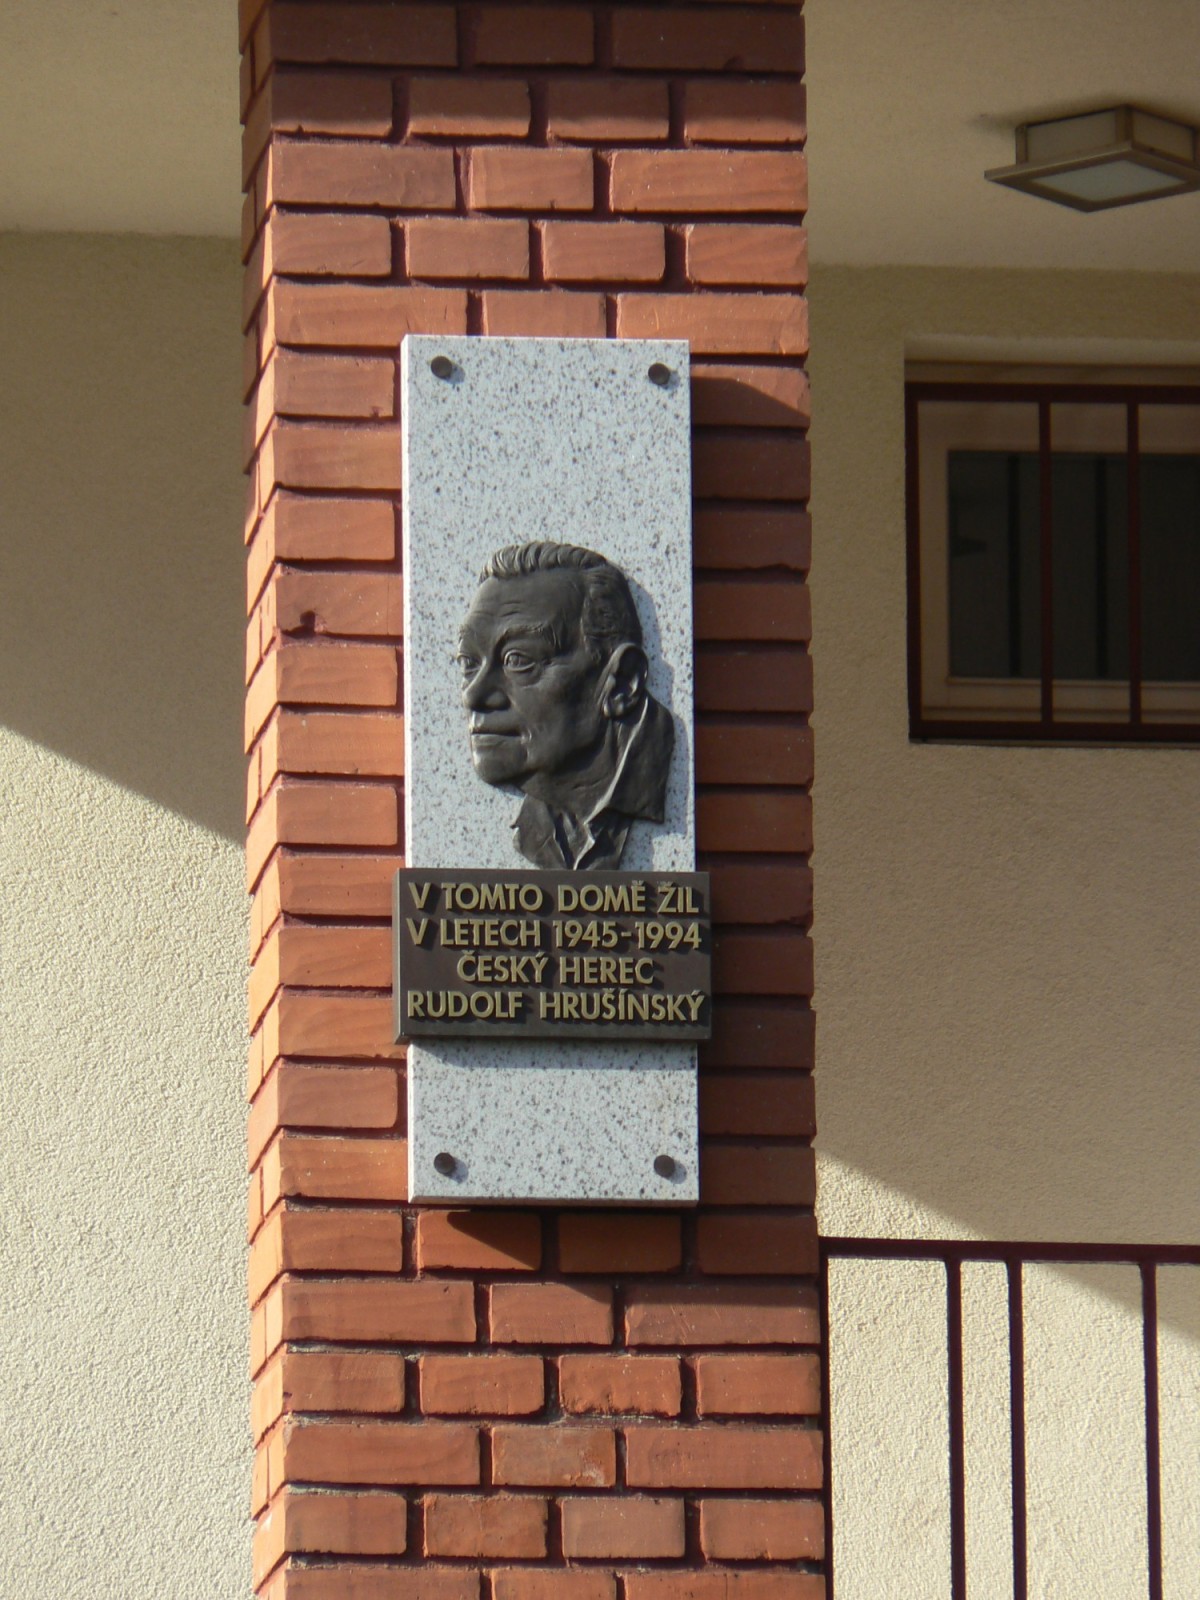 V TOMTO DOMĚ ŽIL
V LETECH 1945-1994
ČESKÝ HEREC
RUDOLF HRUŠÍNSKÝ